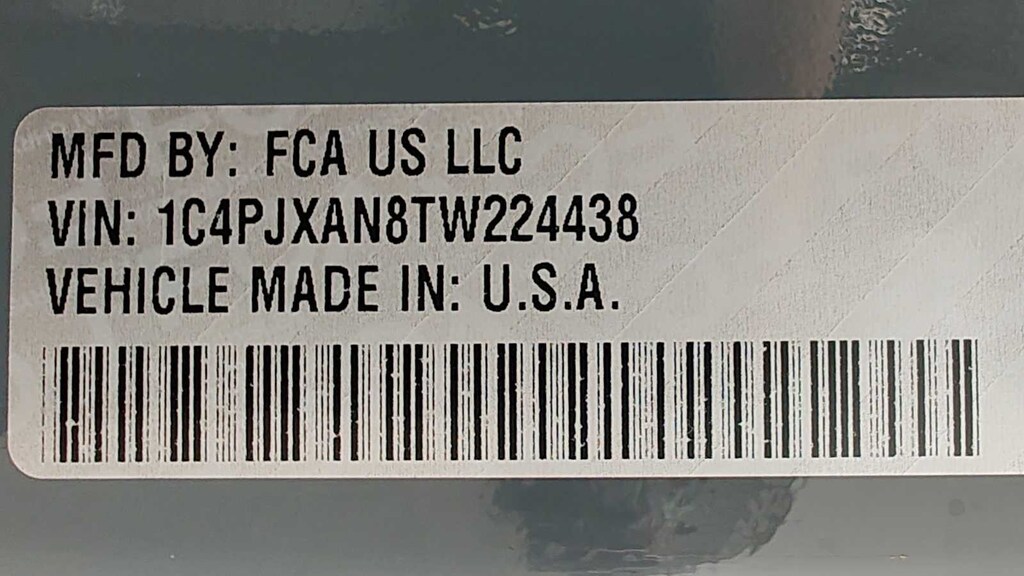 MFD BY: FCA US LLC
VIN: 1C4PJXAN8TW224438
VEHICLE MADE IN: U.S.A.